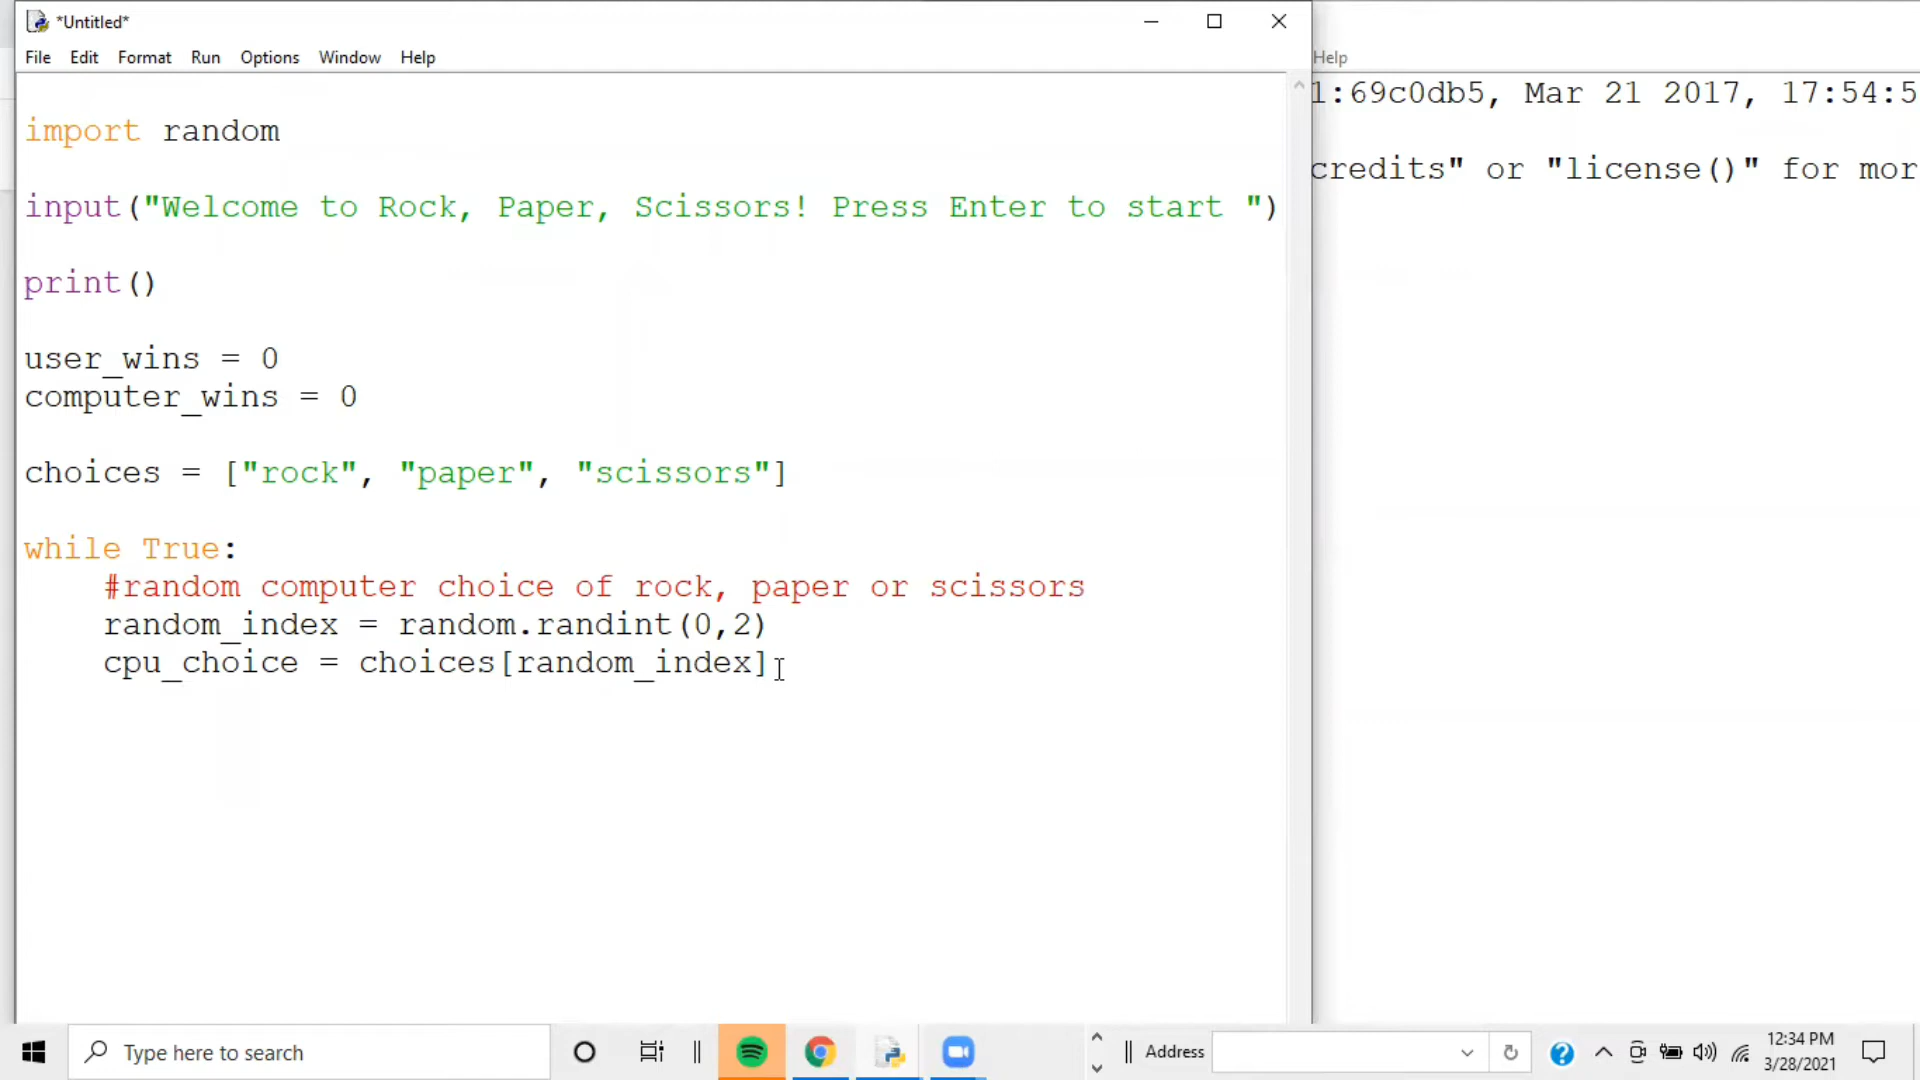 *Untitled*
File Edit Format Run Options Window Help
Help
import random
input("Welcome to Rock, Paper, Scissors! Press Enter to start ")
print()
user_wins = 0
computer_wins = 0
choices = ["rock", "paper", "scissors"]
while True:
#random computer choice of rock, paper or scissors
random_index = random.randint(0,2)
cpu_choice = choices[random_index]
1:69c0db5, Mar 21 2017, 17:54:5
credits" or "license()" for mor
Type here to search
Address
12:34 PM
3/28/2021